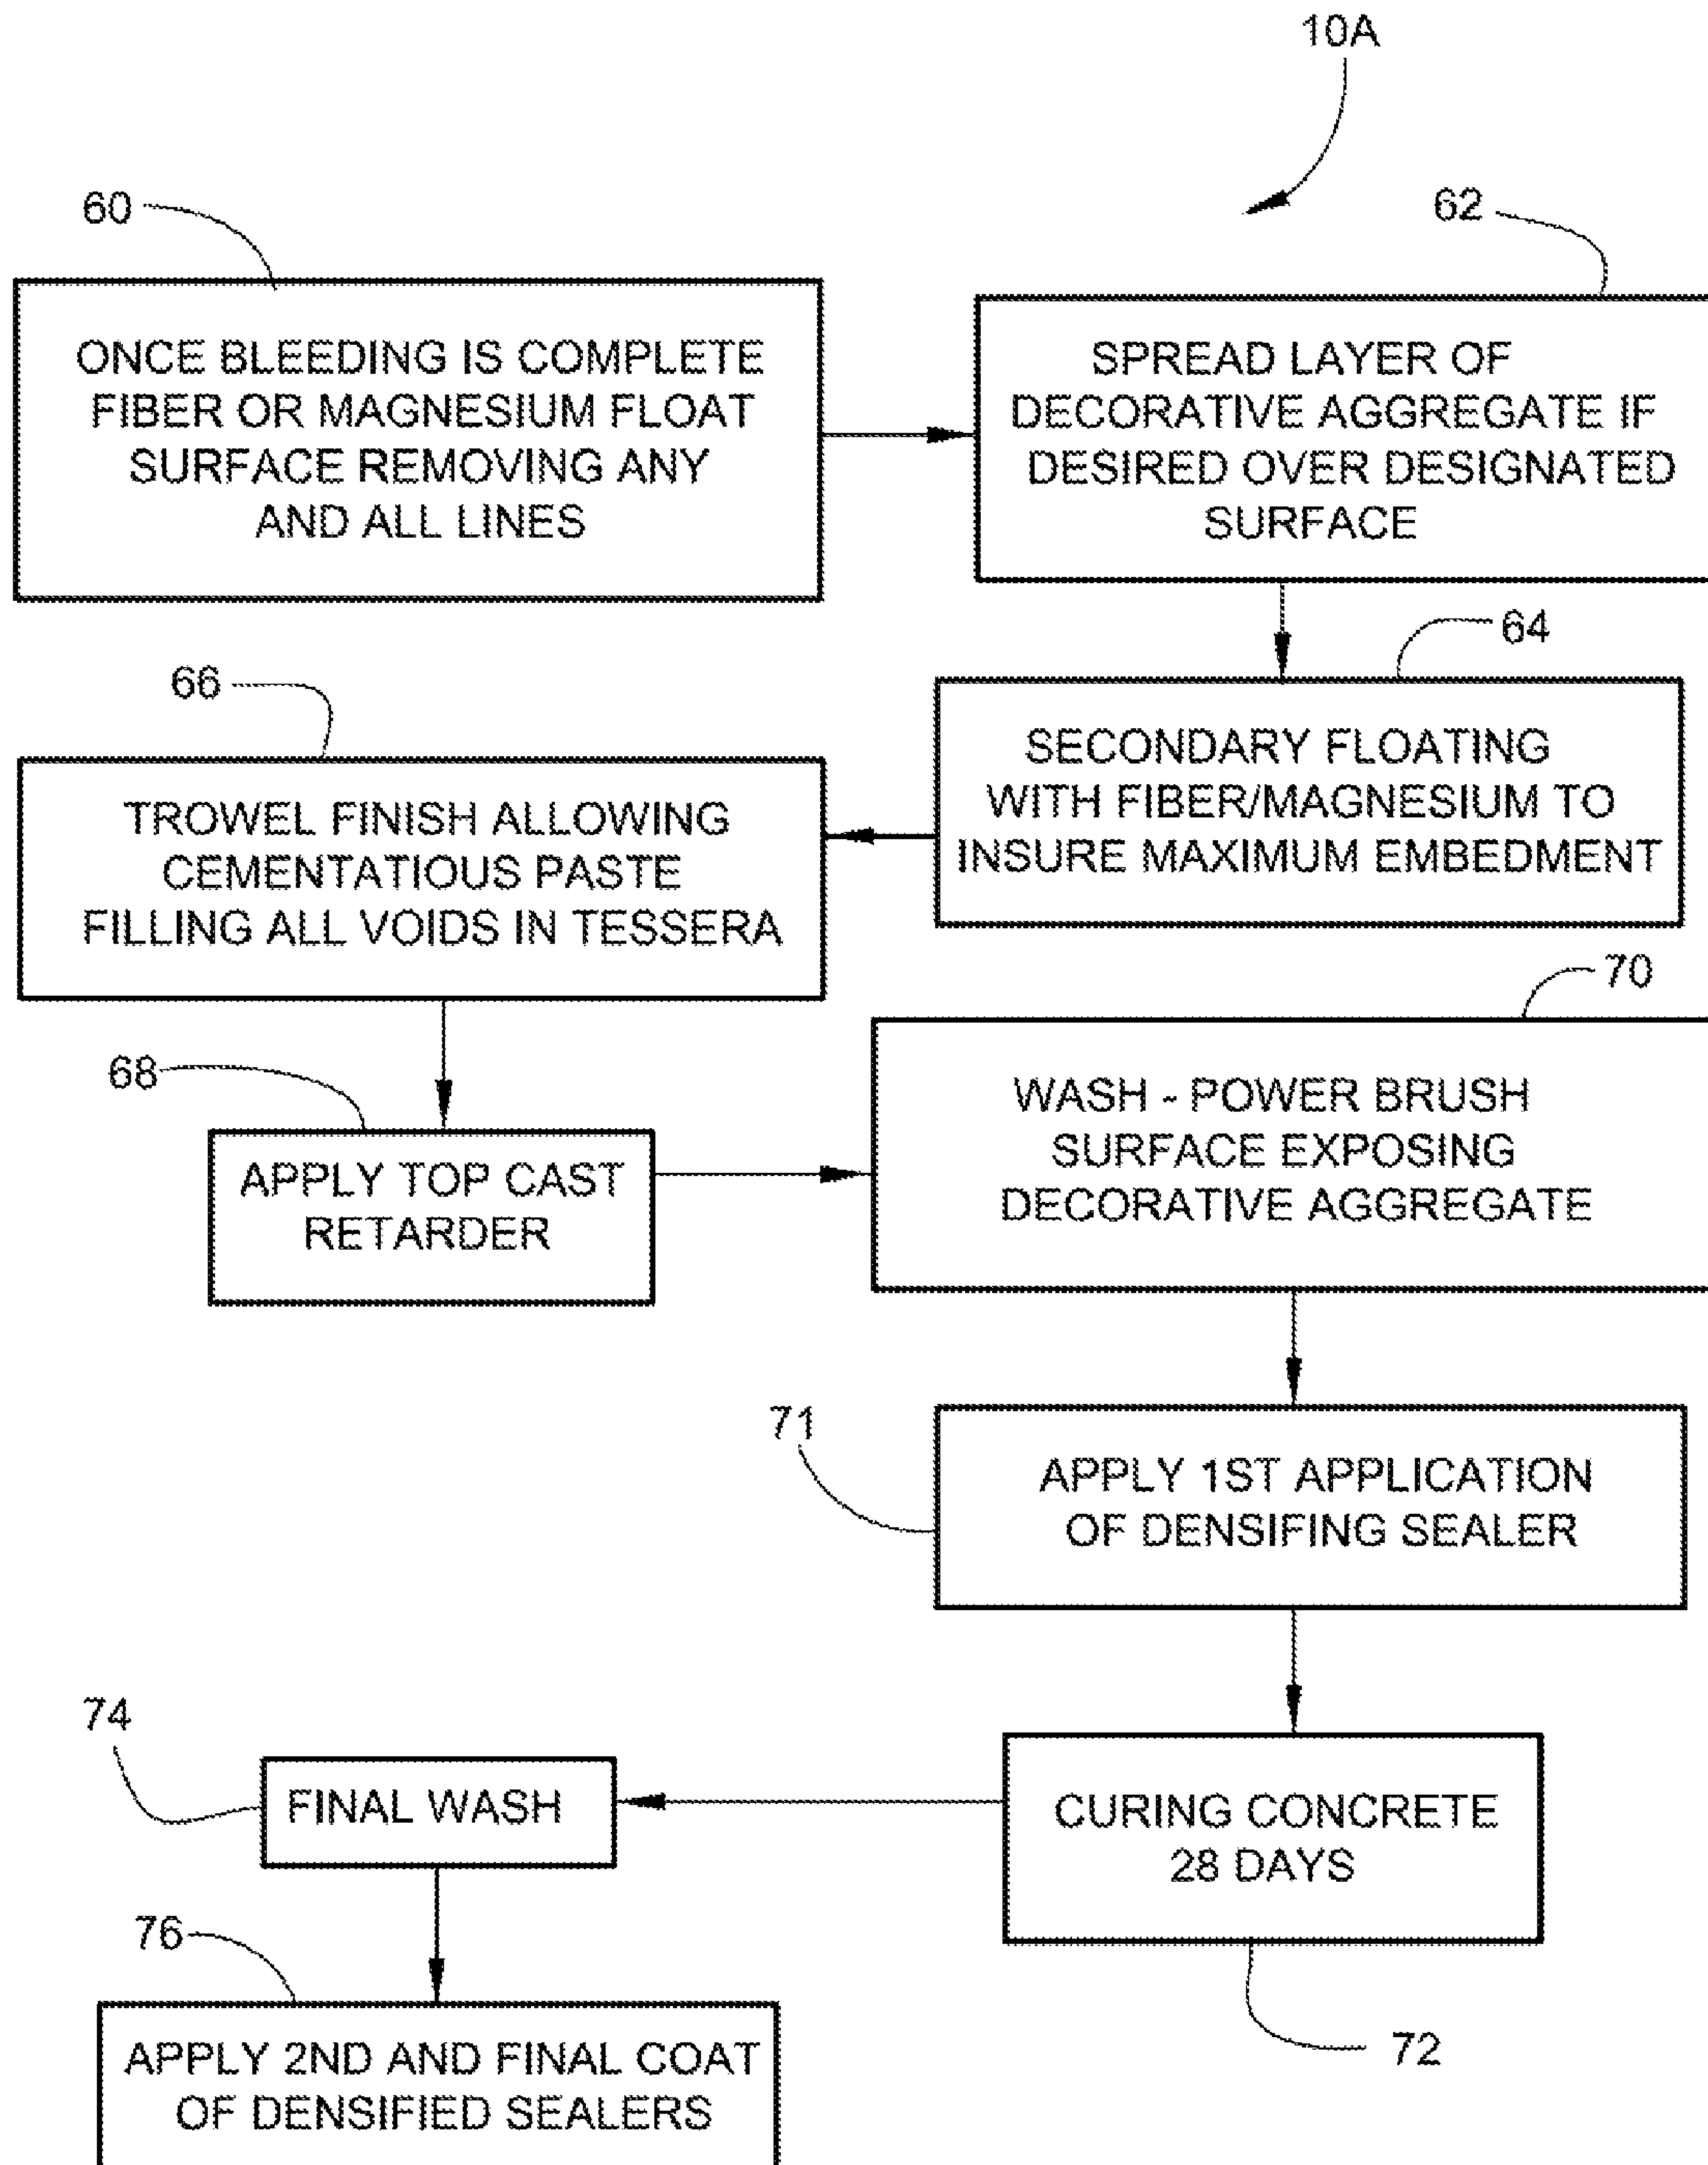 10A
60
ONCE BLEEDING IS COMPLETE
FIBER OR MAGNESIUM FLOAT
SURFACE REMOVING ANY
AND ALL LINES
62
SPREAD LAYER OF
DECORATIVE AGGREGATE IF
DESIRED OVER DESIGNATED
SURFACE
64
SECONDARY FLOATING
WITH FIBER/MAGNESIUM TO
INSURE MAXIMUM EMBEDMENT
66
TROWEL FINISH ALLOWING
CEMENTATIOUS PASTE
FILLING ALL VOIDS IN TESSERA
68
APPLY TOP CAST
RETARDER
70
WASH - POWER BRUSH
SURFACE EXPOSING
DECORATIVE AGGREGATE
71
APPLY 1ST APPLICATION
OF DENSIFING SEALER
CURING CONCRETE
28 DAYS
72
74
FINAL WASH
76
APPLY 2ND AND FINAL COAT
OF DENSIFIED SEALERS